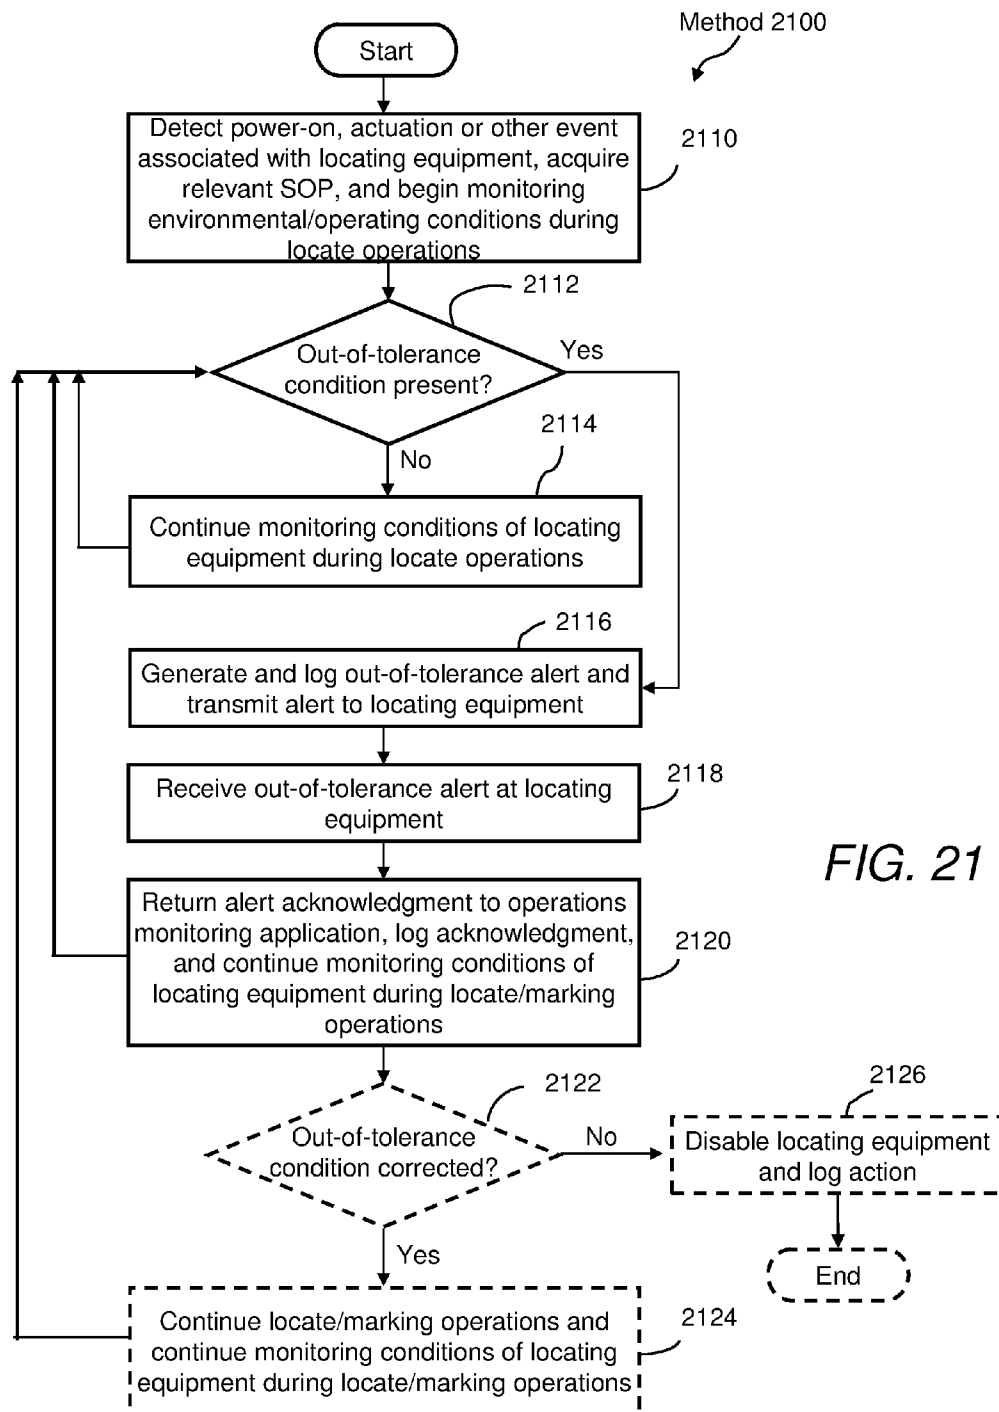 Method 2100
Start
Detect power-on, actuation or other event
associated with locating equipment, acquire
relevant SOP, and begin monitoring
environmental/operating conditions during
locate operations
2110
2112
Out-of-tolerance
condition present?
Yes
No
2114
Continue monitoring conditions of locating
equipment during locate operations
2116
Generate and log out-of-tolerance alert and
transmit alert to locating equipment
2118
Receive out-of-tolerance alert at locating
equipment
FIG. 21
Return alert acknowledgment to operations
monitoring application, log acknowledgment,
and continue monitoring conditions of
locating equipment during locate/marking
operations
2120
2122
Out-of-tolerance
condition corrected?
No
2126
Disable locating equipment
and log action
Yes
End
2124
Continue locate/marking operations and
continue monitoring conditions of locating
equipment during locate/marking operations